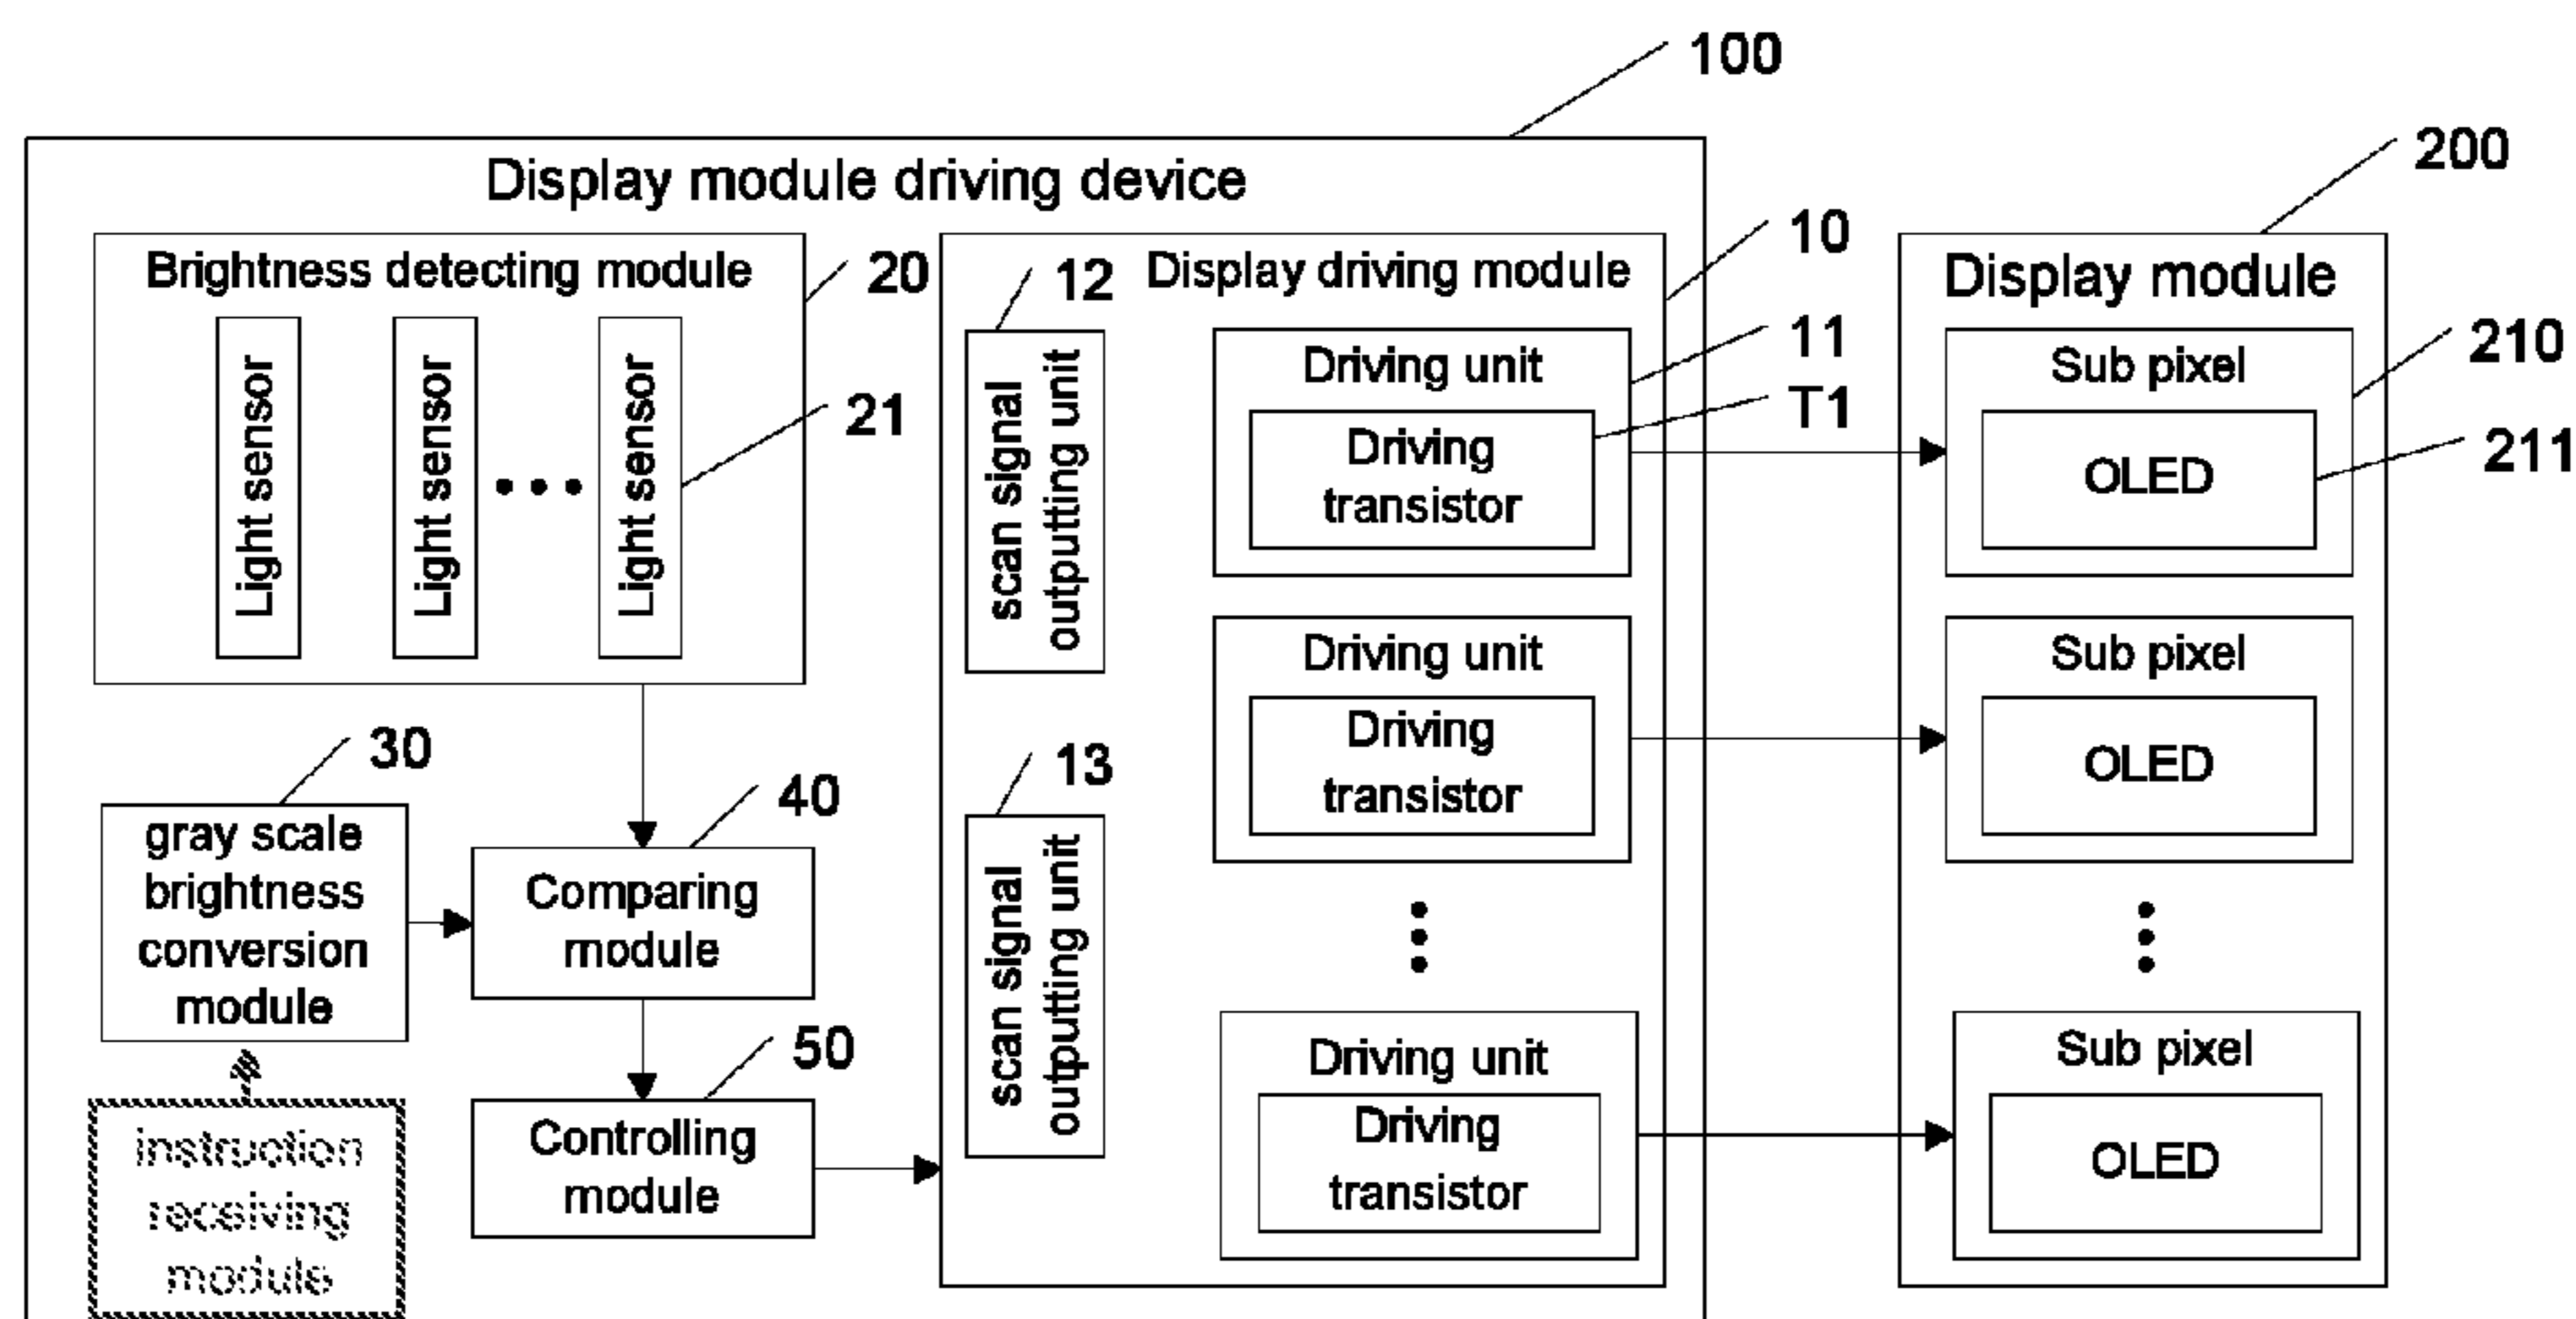 100
Display module driving device
200
Brightness detecting module
20
Light sensor
Light sensor
Light sensor
21
12
scan signal
outputting unit
Display driving module
10
Driving unit
11
Driving
transistor
T1
Display module
Sub pixel
210
OLED
211
Driving unit
Driving
transistor
Sub pixel
OLED
30
gray scale
brightness
conversion
module
40
Comparing
module
13
scan signal
outputting unit
50
Controlling
module
instruction
receiving
module
Driving unit
Driving
transistor
Sub pixel
OLED